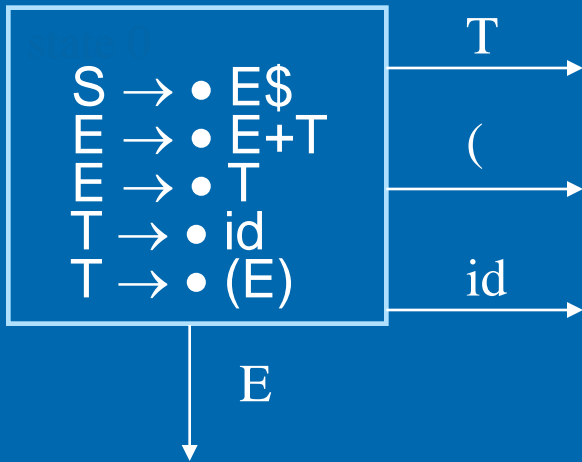 S → • E$
E → • E+T
E → • T
T → • id
T → • (E)
T
(
id
E